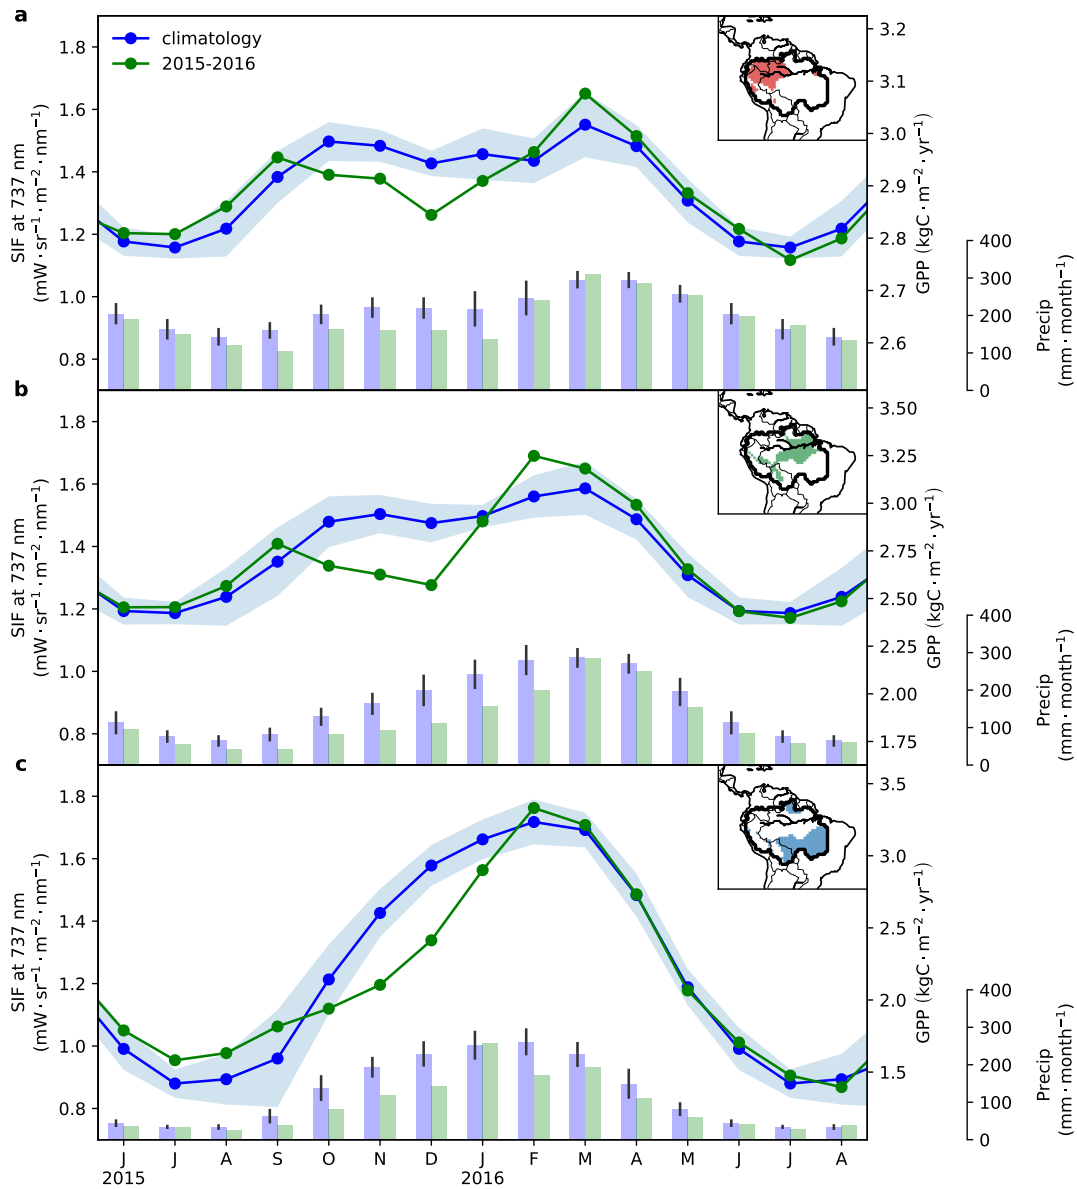 a
climatology
2015-2016
1.8
1.6
1.4
1.2
1.0
0.8
SIF at 737 nm
(mW · sr⁻¹ · m⁻² · nm⁻¹)
3.2
3.1
3.0
2.9
2.8
2.7
2.6
GPP (kgC · m⁻² · yr⁻¹)
400
300
200
100
0
Precip
(mm · month⁻¹)
b
1.8
1.6
1.4
1.2
1.0
0.8
SIF at 737 nm
(mW · sr⁻¹ · m⁻² · nm⁻¹)
3.50
3.25
3.00
2.75
2.50
2.25
2.00
1.75
GPP (kgC · m⁻² · yr⁻¹)
400
300
200
100
0
Precip
(mm · month⁻¹)
c
1.8
1.6
1.4
1.2
1.0
0.8
SIF at 737 nm
(mW · sr⁻¹ · m⁻² · nm⁻¹)
3.5
3.0
2.5
2.0
1.5
GPP (kgC · m⁻² · yr⁻¹)
400
300
200
100
0
Precip
(mm · month⁻¹)
J J A S O N D J F M A M J J A
2015 2016